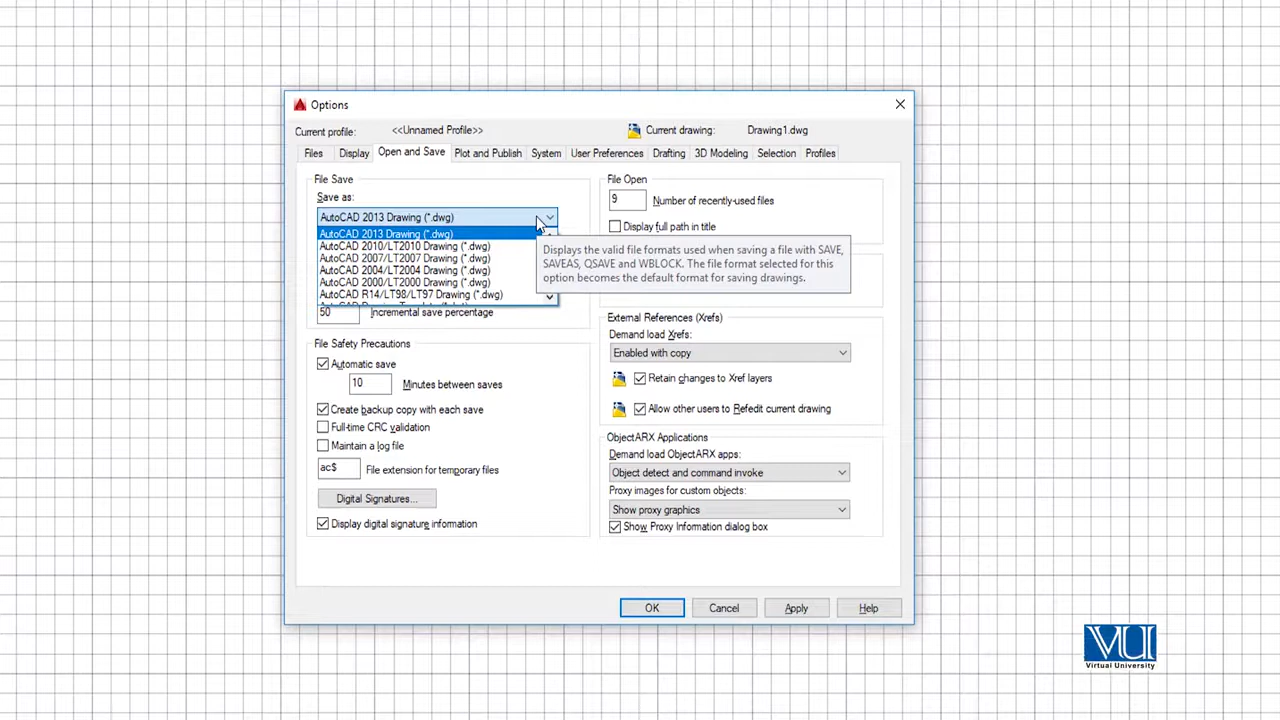 Options
Current profile: <<Unnamed Profile>> Current drawing: Drawing1.dwg
Files Display Open and Save Plot and Publish System User Preferences Drafting 3D Modeling Selection Profiles
File Save
Save as:
AutoCAD 2013 Drawing (*.dwg)
AutoCAD 2013 Drawing (*.dwg)
AutoCAD 2010/LT2010 Drawing (*.dwg)
AutoCAD 2007/LT2007 Drawing (*.dwg)
AutoCAD 2004/LT2004 Drawing (*.dwg)
AutoCAD 2000/LT2000 Drawing (*.dwg)
AutoCAD R14/LT98/LT97 Drawing (*.dwg)
50 Incremental save percentage
File Safety Precautions
Automatic save
10 Minutes between saves
Create backup copy with each save
Full-time CRC validation
Maintain a log file
ac$ File extension for temporary files
Digital Signatures...
Display digital signature information
File Open
9 Number of recently-used files
Display full path in title
Displays the valid file formats used when saving a file with SAVE,
SAVEAS, QSAVE and WBLOCK. The file format selected for this
option becomes the default format for saving drawings.
External References (Xrefs)
Demand load Xrefs:
Enabled with copy
Retain changes to Xref layers
Allow other users to Refedit current drawing
ObjectARX Applications
Demand load ObjectARX apps:
Object detect and command invoke
Proxy images for custom objects:
Show proxy graphics
Show Proxy Information dialog box
OK Cancel Apply Help
VU
Virtual University